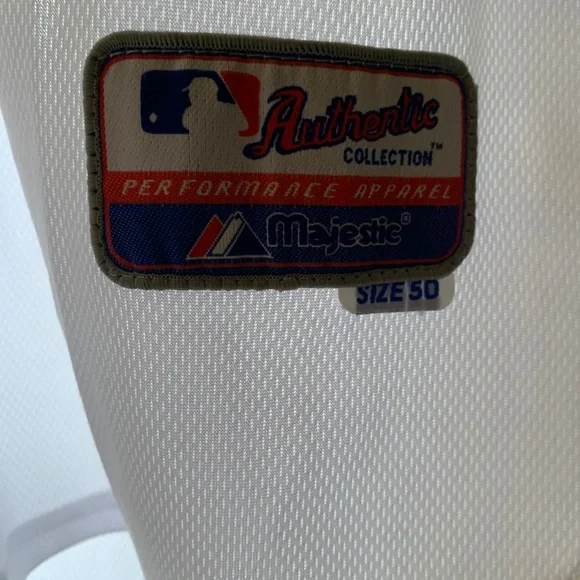 Authentic
COLLECTION™
PERFORMANCE APPAREL
Majestic®
SIZE 50